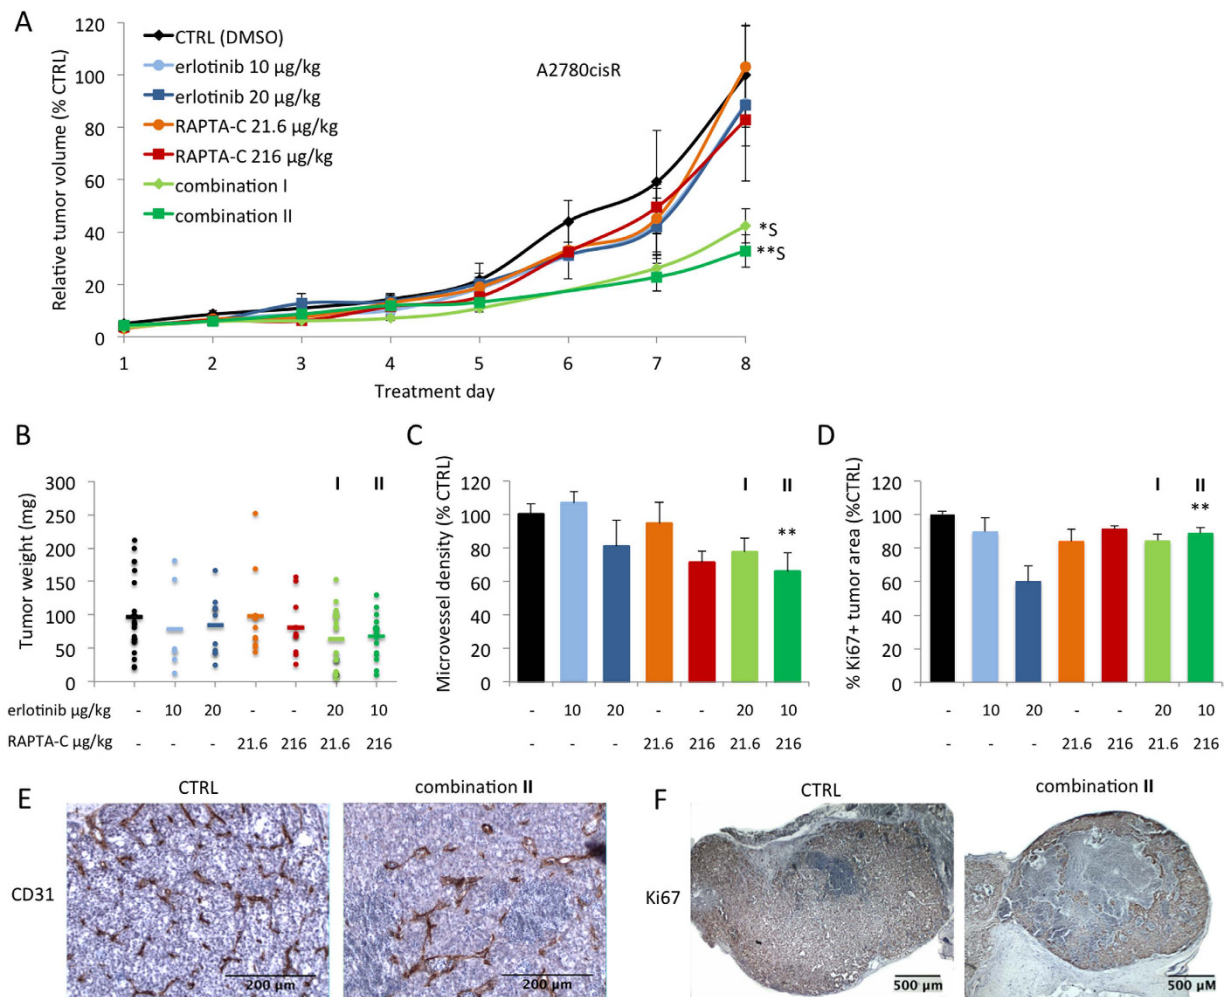 A
120
100
80
60
40
20
0
Relative tumor volume (% CTRL)
CTRL (DMSO)
erlotinib 10 µg/kg
erlotinib 20 µg/kg
RAPTA-C 21.6 µg/kg
RAPTA-C 216 µg/kg
combination I
combination II
A2780cisR
*S
**S
1 2 3 4 5 6 7 8
Treatment day
B
300
250
200
150
100
50
0
Tumor weight (mg)
I II
erlotinib µg/kg - 10 20 - - 20 10
RAPTA-C µg/kg - - - 21.6 216 21.6 216
C
120
100
80
60
40
20
0
Microvessel density (% CTRL)
I II
**
- 10 20 - - 20 10
- - - 21.6 216 21.6 216
D
120
100
80
60
40
20
0
% Ki67+ tumor area (%CTRL)
I II
**
- 10 20 - - 20 10
- - - 21.6 216 21.6 216
E
CTRL
combination II
CD31
200 µM
200 µM
F
CTRL
combination II
Ki67
500 µm
500 µM